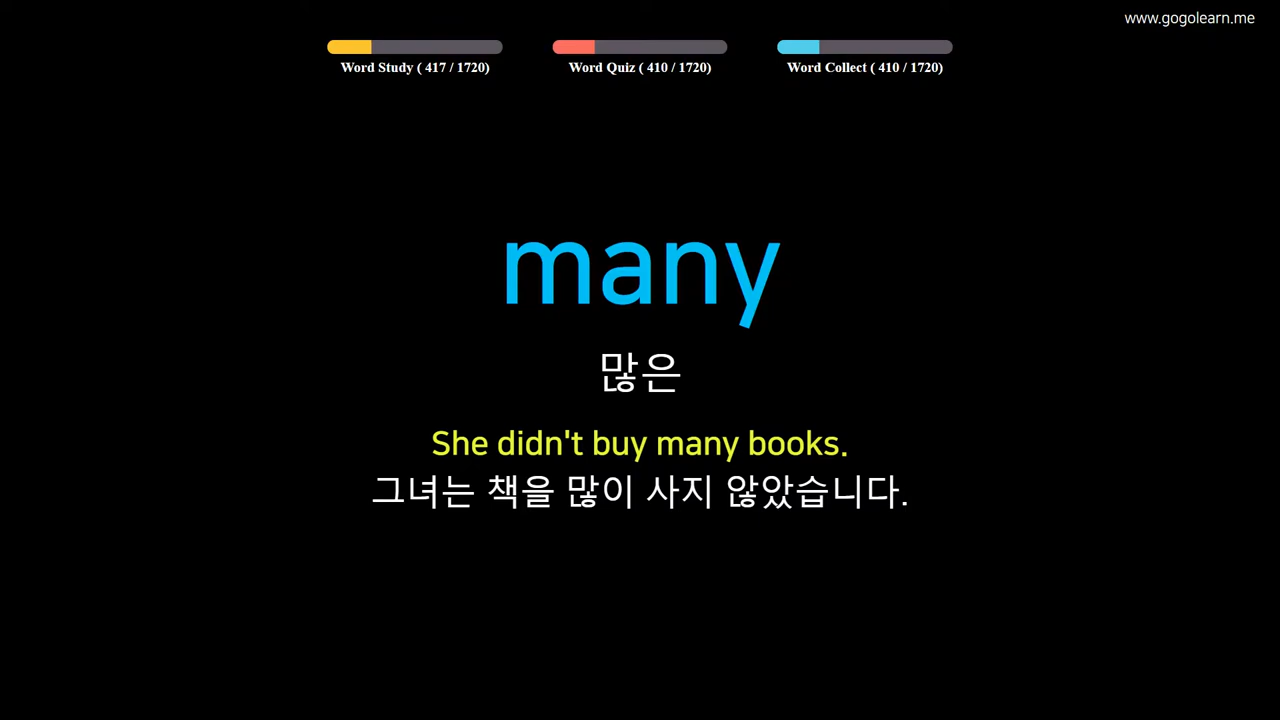 www.gogolearn.me
Word Study ( 417 / 1720)
Word Quiz ( 410 / 1720)
Word Collect ( 410 / 1720)
many
많은
She didn't buy many books.
그녀는 책을 많이 사지 않았습니다.